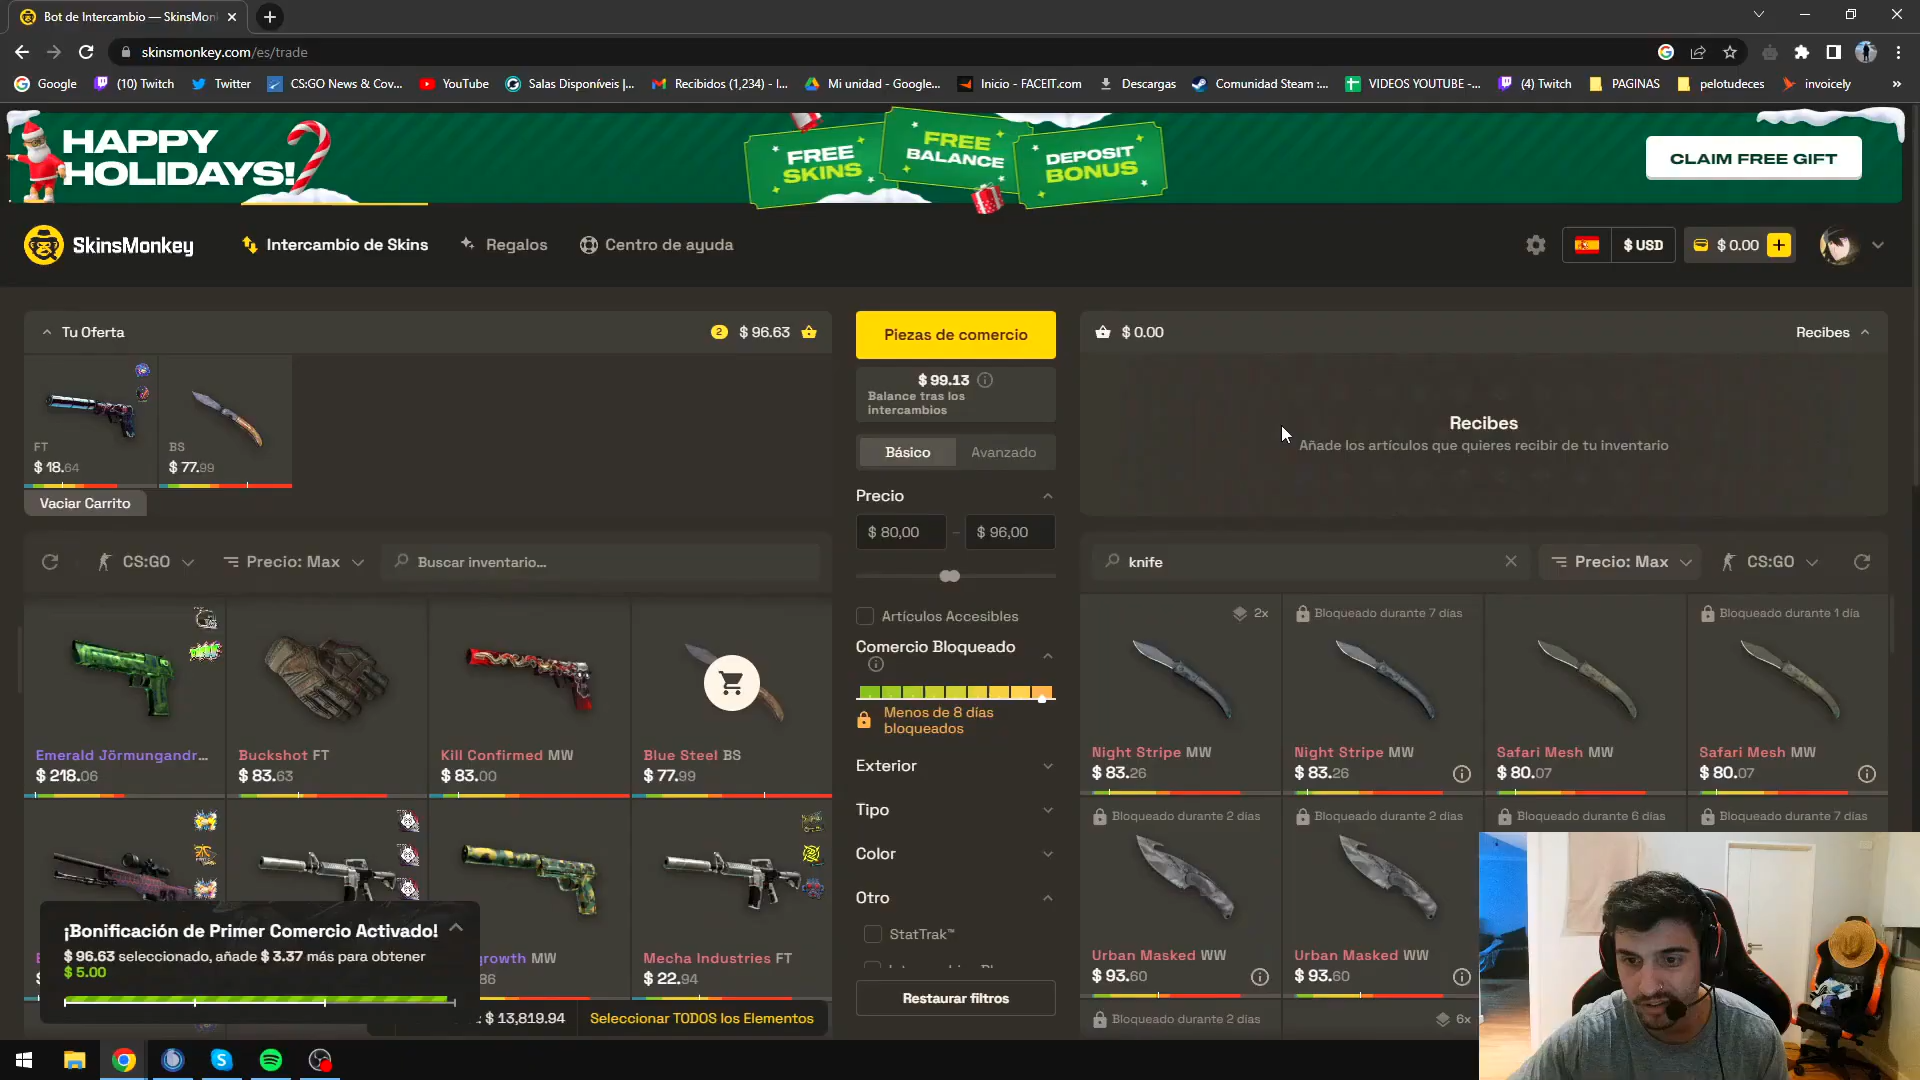 Bot de Intercambio — SkinsMon
skinsmonkey.com/es/trade
Google
(10) Twitch
Twitter
CS:GO News & Cov...
YouTube
Salas Disponíveis |...
Recibidos (1,234) - l...
Mi unidad - Google...
Inicio - FACEIT.com
Descargas
Comunidad Steam :...
VIDEOS YOUTUBE -...
(4) Twitch
PAGINAS
pelotudeces
invoicely
»
HAPPY
HOLIDAYS!
FREE
SKINS
FREE
BALANCE
DEPOSIT
BONUS
CLAIM FREE GIFT
SkinsMonkey
Intercambio de Skins
Regalos
Centro de ayuda
$ USD
$ 0.00
Tu Oferta
2
$ 96.63
Piezas de comercio
$ 0.00
Recibes
FT
$ 18.64
BS
$ 77.99
Vaciar Carrito
$ 99.13
Balance tras los
intercambios
Básico
Avanzado
Recibes
Añade los artículos que quieres recibir de tu inventario
Precio
$ 80,00
–
$ 96,00
CS:GO
Precio: Max
Buscar inventario...
knife
Precio: Max
CS:GO
Artículos Accesibles
Comercio Bloqueado
Menos de 8 días
bloqueados
Exterior
Tipo
Color
Otro
StatTrak™
Restaurar filtros
Emerald Jörmungandr...
$ 218.06
Buckshot FT
$ 83.63
Kill Confirmed MW
$ 83.00
Blue Steel BS
$ 77.99
2x
Bloqueado durante 7 días
Bloqueado durante 1 día
Night Stripe MW
$ 83.26
Night Stripe MW
$ 83.26
Safari Mesh MW
$ 80.07
Safari Mesh MW
$ 80.07
Bloqueado durante 2 días
Bloqueado durante 2 días
Bloqueado durante 6 días
Bloqueado durante 7 días
growth MW
86
Mecha Industries FT
$ 22.94
Urban Masked WW
$ 93.60
Urban Masked WW
$ 93.60
Bloqueado durante 2 días
6x
¡Bonificación de Primer Comercio Activado!
$ 96.63 seleccionado, añade $ 3.37 más para obtener
$ 5.00
$ 13,819.94
Seleccionar TODOS los Elementos